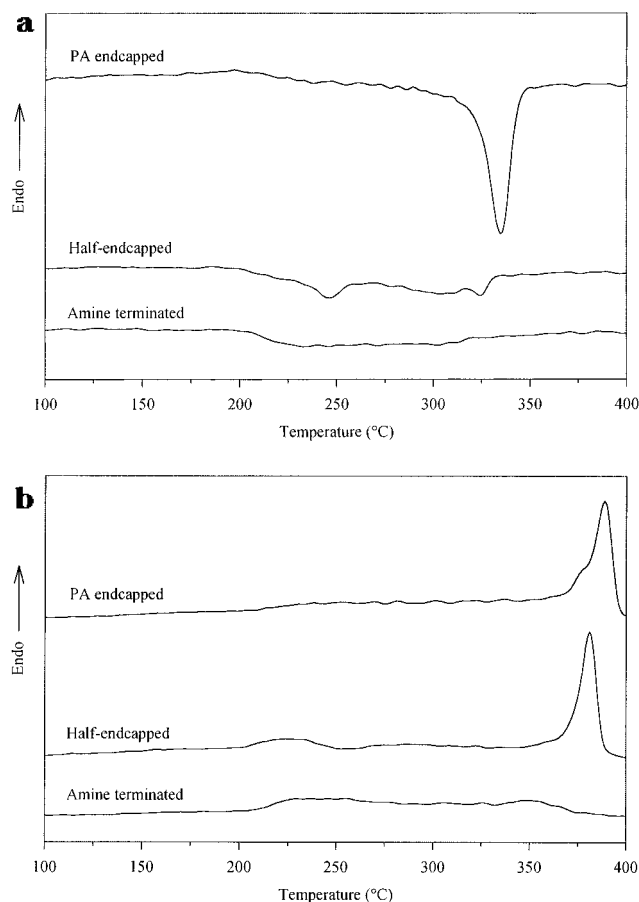 a
PA endcapped
Half-endcapped
Amine terminated
Endo
100 150 200 250 300 350 400
Temperature (°C)
b
PA endcapped
Half-endcapped
Amine terminated
Endo
100 150 200 250 300 350 400
Temperature (°C)